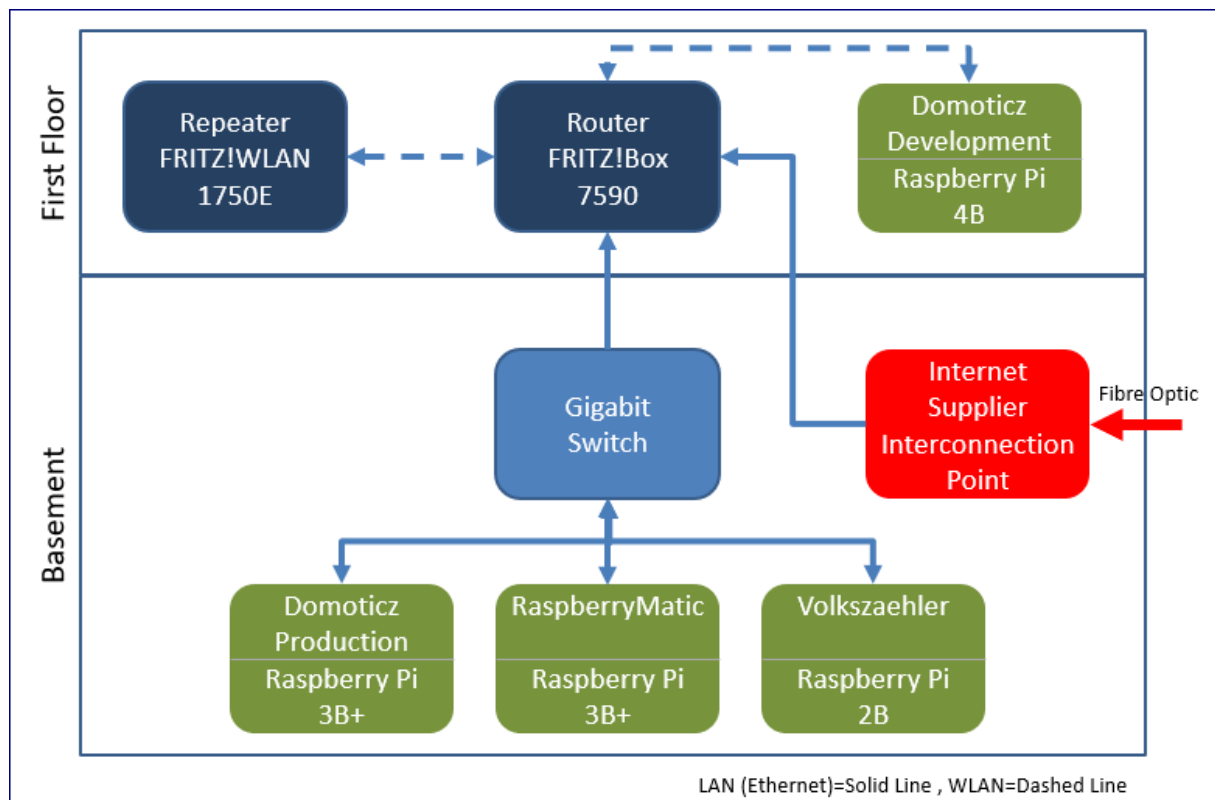 First Floor
Repeater
FRITZ!WLAN
1750E
Router
FRITZ!Box
7590
Domoticz
Development
Raspberry Pi
4B
Basement
Gigabit
Switch
Internet
Supplier
Interconnection
Point
Fibre Optic
Domoticz
Production
Raspberry Pi
3B+
RaspberryMatic
Raspberry Pi
3B+
Volkszaehler
Raspberry Pi
2B
LAN (Ethernet)=Solid Line , WLAN=Dashed Line